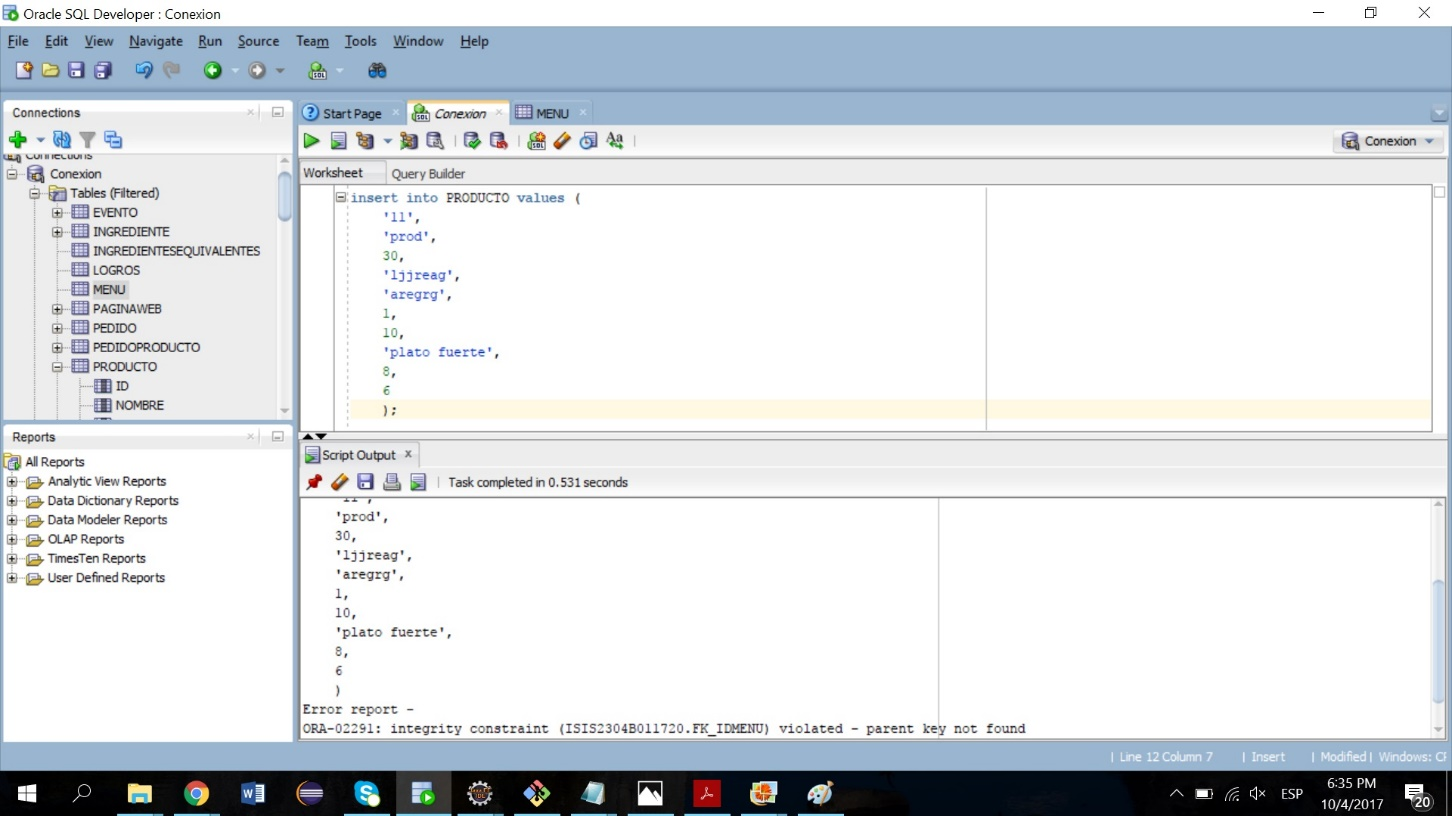 Oracle SQL Developer : Conexion
File Edit View Navigate Run Source Team Tools Window Help
Connections
Connections
Conexion
Tables (Filtered)
EVENTO
INGREDIENTE
INGREDIENTESEQUIVALENTES
LOGROS
MENU
PAGINAWEB
PEDIDO
PEDIDOPRODUCTO
PRODUCTO
ID
NOMBRE
Reports
All Reports
Analytic View Reports
Data Dictionary Reports
Data Modeler Reports
OLAP Reports
TimesTen Reports
User Defined Reports
Start Page Conexion MENU
Conexion
Worksheet Query Builder
insert into PRODUCTO values (
'11',
'prod',
30,
'ljjreag',
'aregrg',
1,
10,
'plato fuerte',
8,
6
);
Script Output
Task completed in 0.531 seconds
'11',
'prod',
30,
'ljjreag',
'aregrg',
1,
10,
'plato fuerte',
8,
6
)
Error report -
ORA-02291: integrity constraint (ISIS2304B011720.FK_IDMENU) violated - parent key not found
Line 12 Column 7 | Insert | Modified | Windows:
ESP
6:35 PM
10/4/2017
20